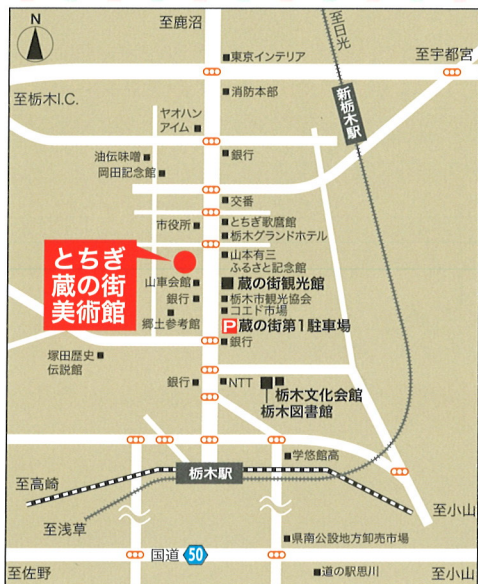 N
至鹿沼
至日光
至宇都宮
東京インテリア
消防本部
至栃木I.C.
新栃木駅
ヤオハン
アイム
油伝味噌
銀行
岡田記念館
交番
市役所
とちぎ歌麿館
栃木グランドホテル
とちぎ
蔵の街
美術館
山本有三
ふるさと記念館
山車会館
蔵の街観光館
銀行
栃木市観光協会
コエド市場
郷土参考館
P蔵の街第1駐車場
銀行
塚田歴史
伝説館
銀行
NTT
栃木文化会館
栃木図書館
学悠館高
栃木駅
至高崎
至小山
至浅草
県南公設地方卸売市場
国道 50
至佐野
道の駅思川
至小山